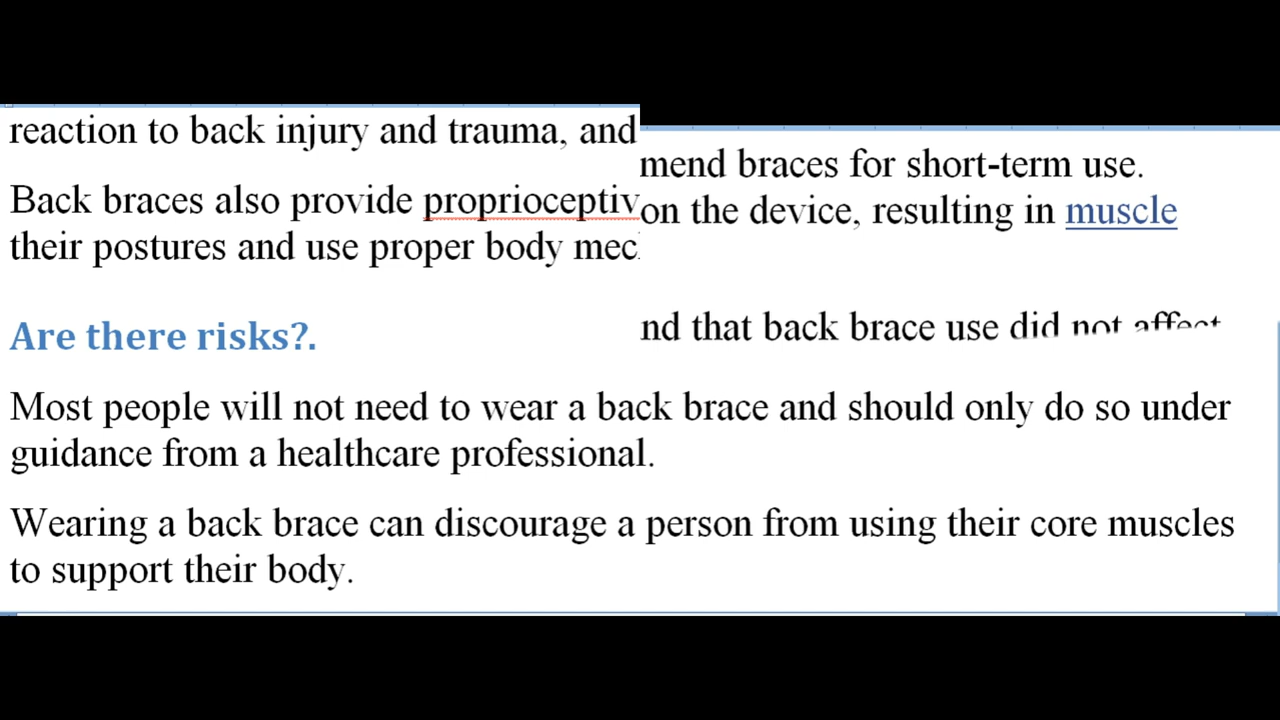 reaction to back injury and trauma, and
mend braces for short-term use.
Back braces also provide
on the device, resulting in muscle
their postures and use proper body
nd that back brace use did not affect
Are there risks?.
Most people will not need to wear a back brace and should only do so under
guidance from a healthcare professional.
Wearing a back brace can discourage a person from using their core muscles
to support their body.